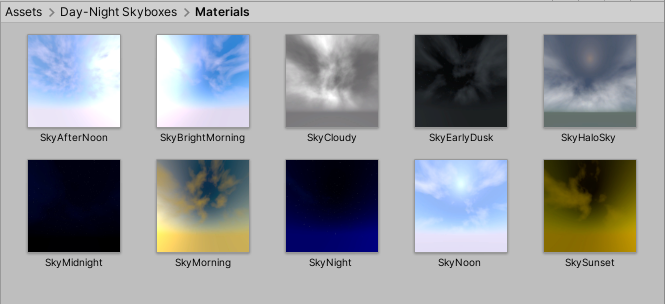 Assets > Day-Night Skyboxes > Materials
SkyAfterNoon SkyBrightMorning SkyCloudy SkyEarlyDusk SkyHaloSky
SkyMidnight SkyMorning SkyNight SkyNoon SkySunset